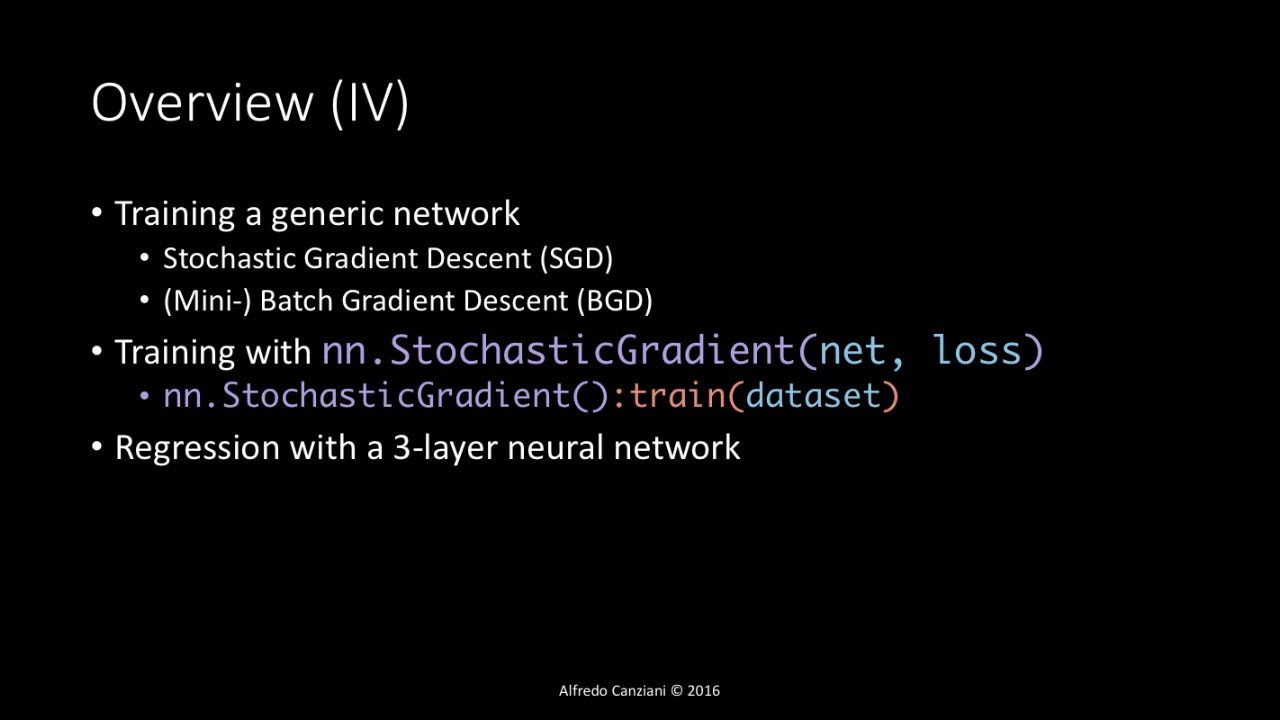 Overview (IV)
• Training a generic network
• Stochastic Gradient Descent (SGD)
• (Mini-) Batch Gradient Descent (BGD)
• Training with nn.StochasticGradient(net, loss)
• nn.StochasticGradient():train(dataset)
• Regression with a 3-layer neural network
Alfredo Canziani © 2016